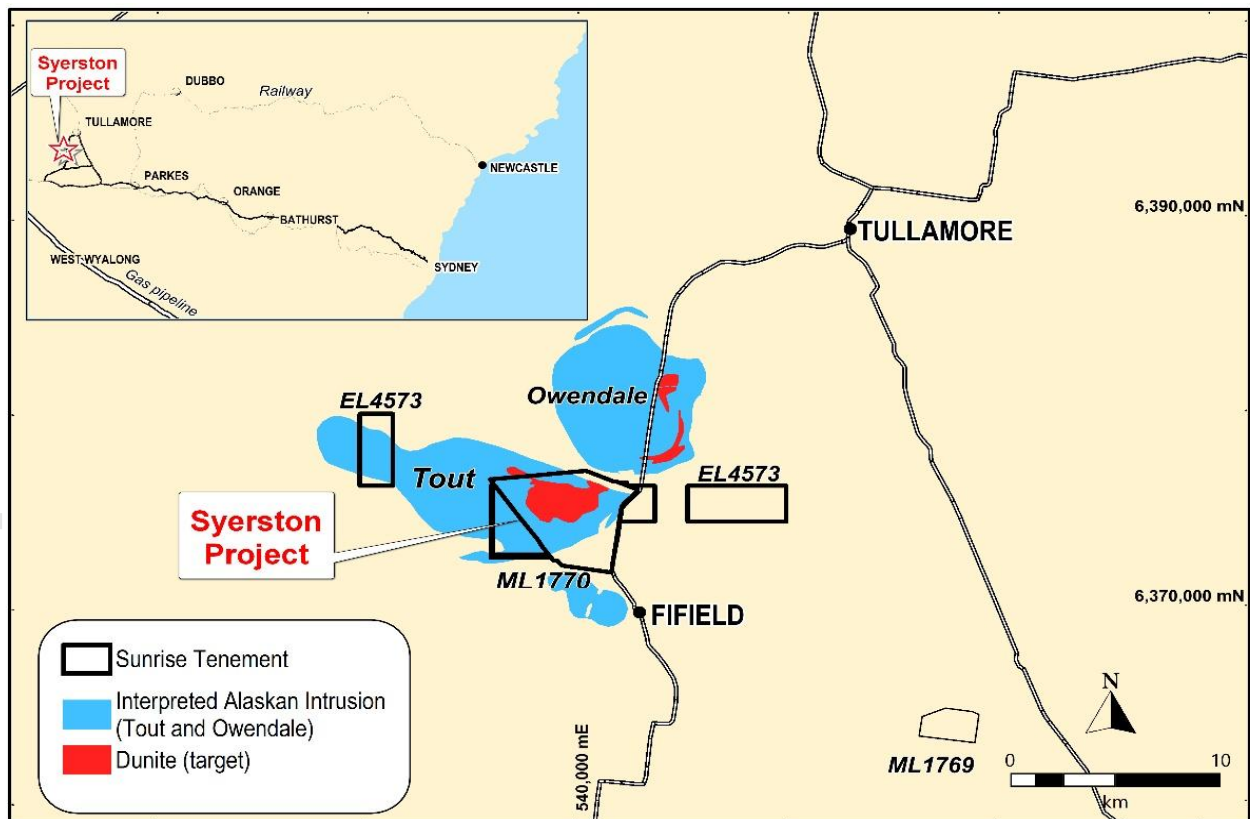 Syerston
Project
DUBBO
Railway
TULLAMORE
NEWCASTLE
PARKES
ORANGE
BATHURST
SYDNEY
WEST WYALONG
Gas pipeline
6,390,000 mN
TULLAMORE
Owendale
EL4573
Tout
EL4573
Syerston
Project
ML1770
6,370,000 mN
FIFIELD
Sunrise Tenement
Interpreted Alaskan Intrusion
(Tout and Owendale)
Dunite (target)
540,000 mE
ML1769
N
0 10
km